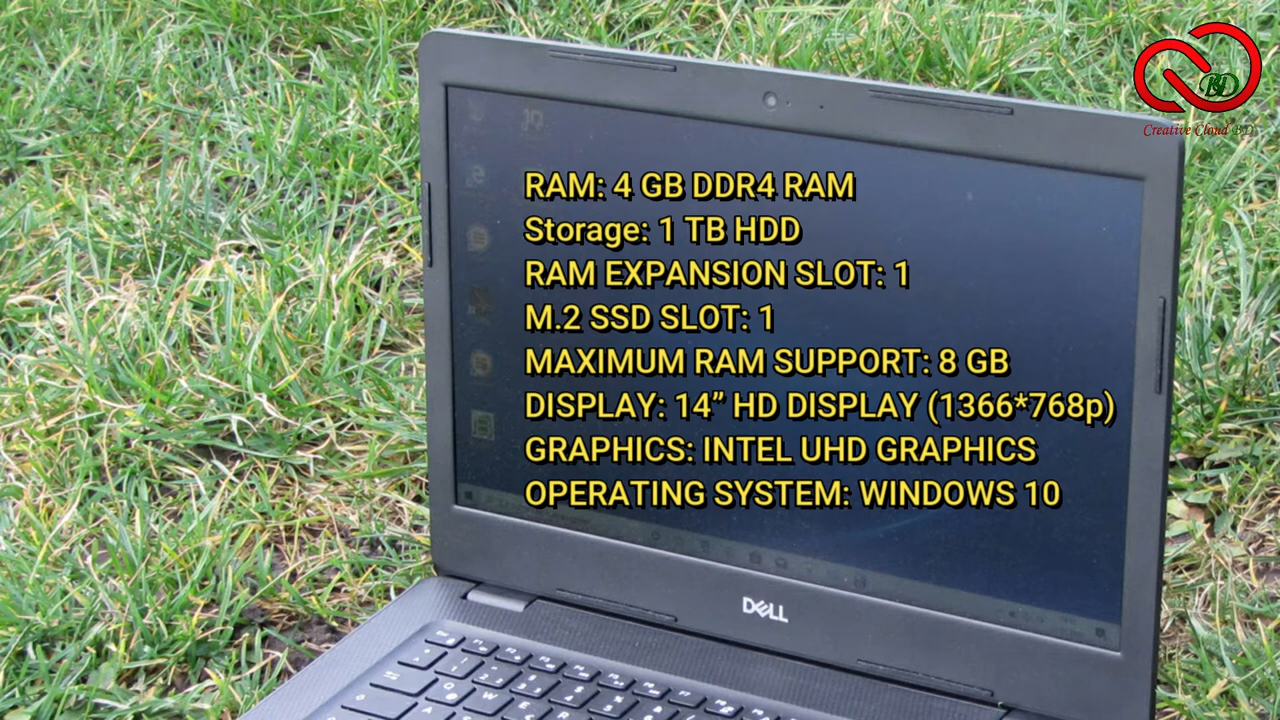 Creative Cloud BD
RAM: 4 GB DDR4 RAM
Storage: 1 TB HDD
RAM EXPANSION SLOT: 1
M.2 SSD SLOT: 1
MAXIMUM RAM SUPPORT: 8 GB
DISPLAY: 14” HD DISPLAY (1366*768p)
GRAPHICS: INTEL UHD GRAPHICS
OPERATING SYSTEM: WINDOWS 10
DELL